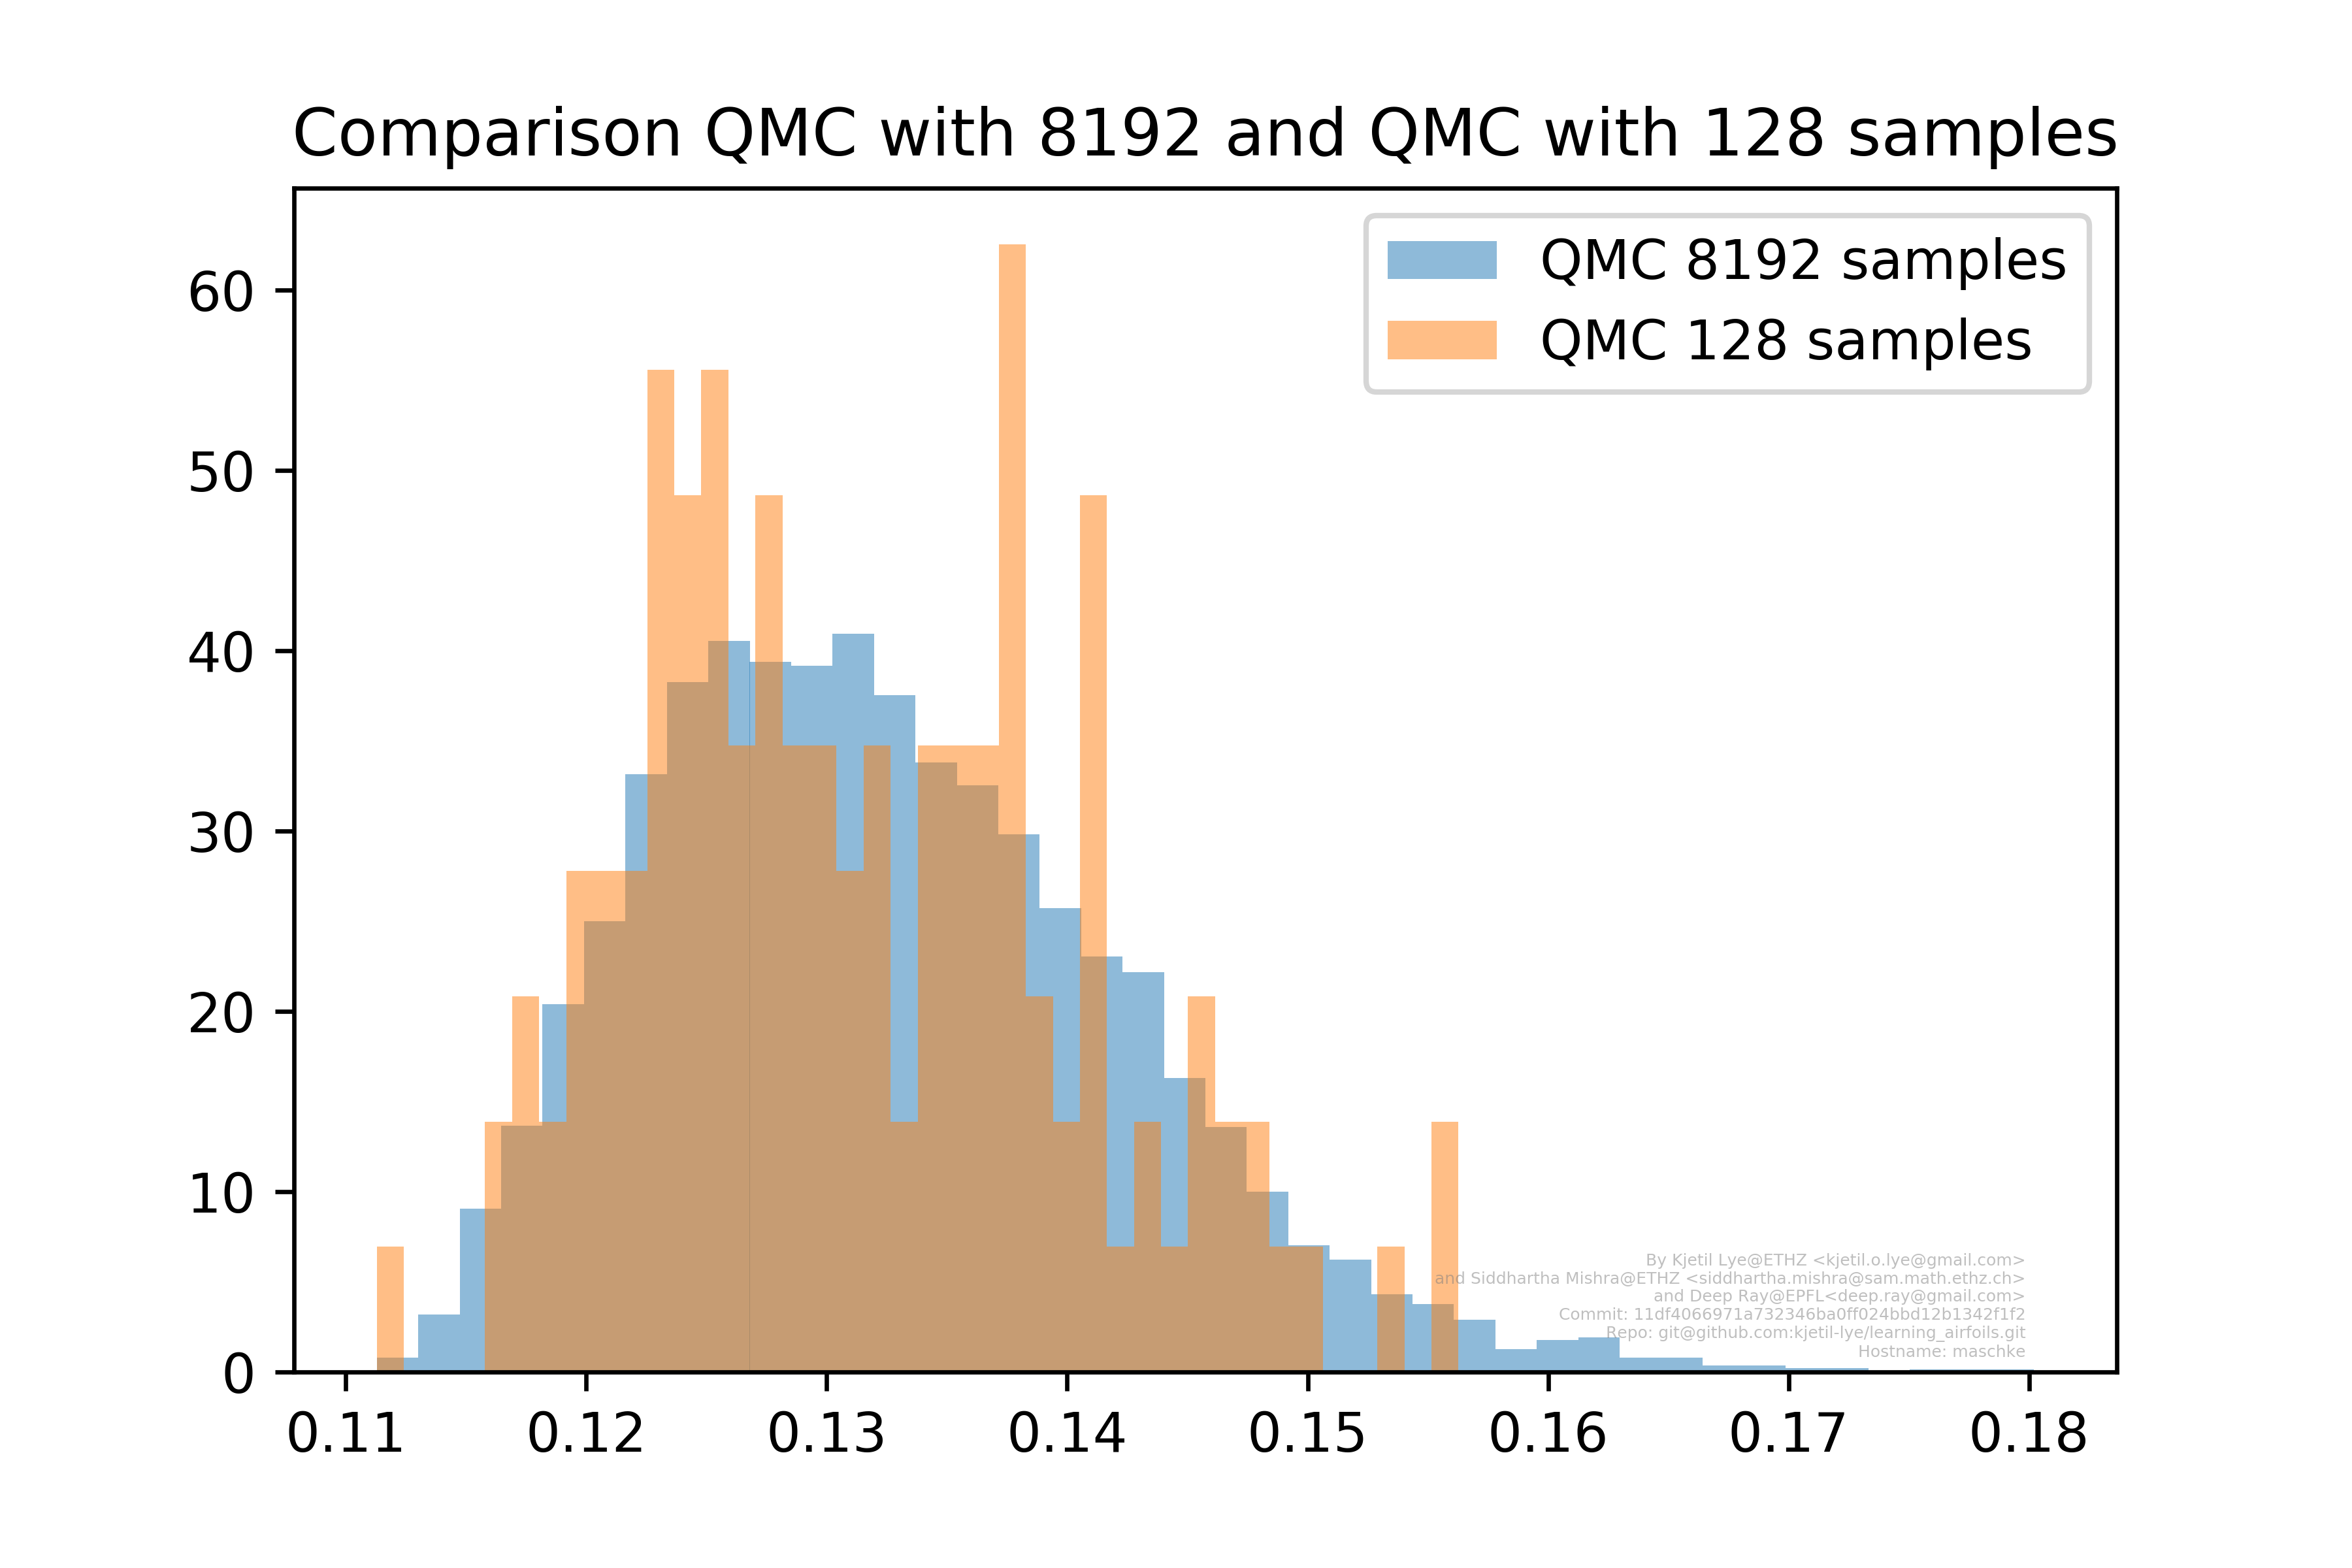 Comparison QMC with 8192 and QMC with 128 samples
QMC 8192 samples
QMC 128 samples
60
50
40
30
20
10
0
By Kjetil Lye@ETHZ <kjetil.o.lye@gmail.com>
and Siddhartha Mishra@ETHZ <siddhartha.mishra@sam.math.ethz.ch>
and Deep Ray@EPFL<deep.ray@gmail.com>
Commit: 11df4066971a732346ba0ff024bbd12b1342f1f2
Repo: git@github.com:kjetil-lye/learning_airfoils.git
Hostname: maschke
0.11 0.12 0.13 0.14 0.15 0.16 0.17 0.18